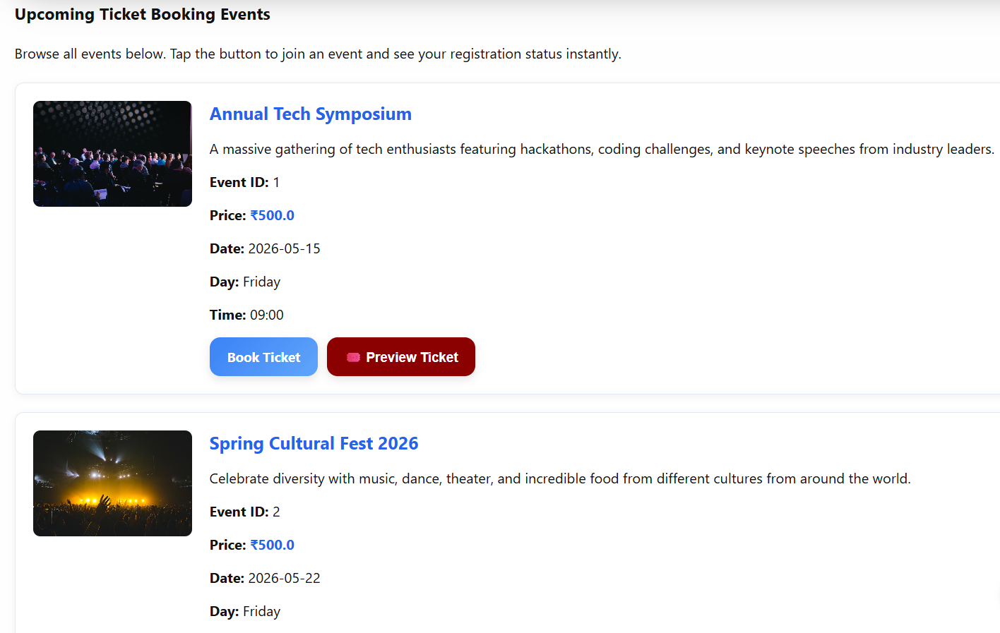 Upcoming Ticket Booking Events
Browse all events below. Tap the button to join an event and see your registration status instantly.
Annual Tech Symposium
A massive gathering of tech enthusiasts featuring hackathons, coding challenges, and keynote speeches from industry leaders.
Event ID: 1
Price: ₹500.0
Date: 2026-05-15
Day: Friday
Time: 09:00
Book Ticket
Preview Ticket
Spring Cultural Fest 2026
Celebrate diversity with music, dance, theater, and incredible food from different cultures from around the world.
Event ID: 2
Price: ₹500.0
Date: 2026-05-22
Day: Friday